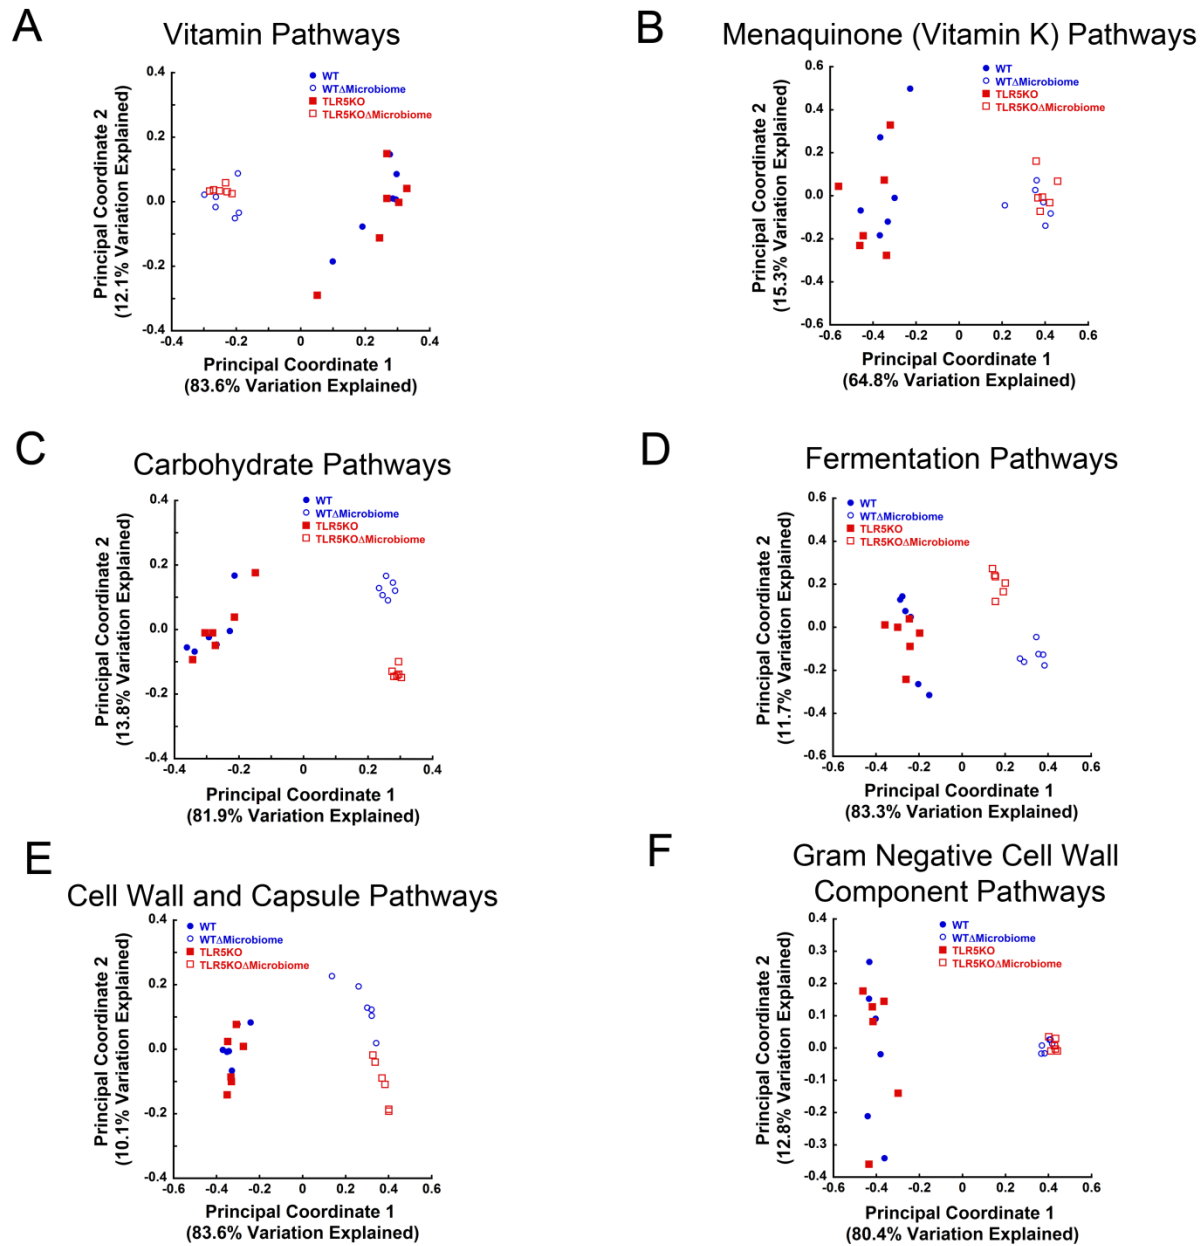 A
Vitamin Pathways
WT
WTΔMicrobiome
TLR5KO
TLR5KOΔMicrobiome
0.4
0.2
0.0
-0.2
-0.4
Principal Coordinate 2
(12.1% Variation Explained)
-0.4
-0.2
0
0.2
0.4
Principal Coordinate 1
(83.6% Variation Explained)
B
Menaquinone (Vitamin K) Pathways
WT
WTΔMicrobiome
TLR5KO
TLR5KOΔMicrobiome
0.6
0.4
0.2
0.0
-0.2
-0.4
-0.6
Principal Coordinate 2
(15.3% Variation Explained)
-0.6
-0.4
-0.2
0
0.2
0.4
0.6
Principal Coordinate 1
(64.8% Variation Explained)
C
Carbohydrate Pathways
WT
WTΔMicrobiome
TLR5KO
TLR5KOΔMicrobiome
0.4
0.2
0.0
-0.2
-0.4
Principal Coordinate 2
(13.8% Variation Explained)
-0.4
-0.2
0
0.2
0.4
Principal Coordinate 1
(81.9% Variation Explained)
D
Fermentation Pathways
WT
WTΔMicrobiome
TLR5KO
TLR5KOΔMicrobiome
0.6
0.4
0.2
0.0
-0.2
-0.4
-0.6
Principal Coordinate 2
(11.7% Variation Explained)
-0.6
-0.4
-0.2
0
0.2
0.4
0.6
Principal Coordinate 1
(83.3% Variation Explained)
E
Cell Wall and Capsule Pathways
WT
WTΔMicrobiome
TLR5KO
TLR5KOΔMicrobiome
0.4
0.2
0.0
-0.2
-0.4
Principal Coordinate 2
(10.1% Variation Explained)
-0.6
-0.4
-0.2
0
0.2
0.4
0.6
Principal Coordinate 1
(83.6% Variation Explained)
F
Gram Negative Cell Wall
Component Pathways
WT
WTΔMicrobiome
TLR5KO
TLR5KOΔMicrobiome
0.4
0.3
0.2
0.1
0.0
-0.1
-0.2
-0.3
-0.4
Principal Coordinate 2
(12.8% Variation Explained)
-0.6
-0.4
-0.2
0
0.2
0.4
0.6
Principal Coordinate 1
(80.4% Variation Explained)